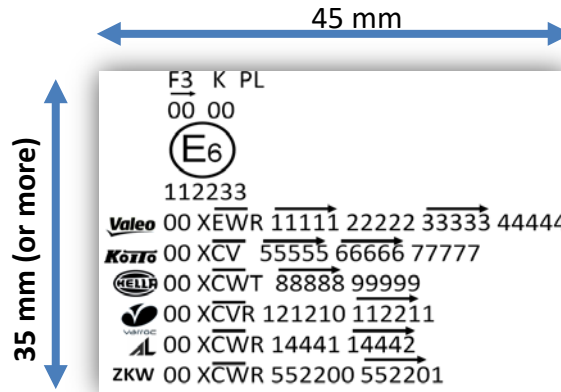 45 mm
35 mm (or more)
F3 K PL
00 00
E6
112233
Valeo 00 XEWR 11111 22222 33333 44444
KOITO 00 XCV 55555 66666 77777
HELLA 00 XCWT 88888 99999
varroc 00 XCVR 121210 112211
AL 00 XCWR 14441 14442
ZKW 00 XCWR 552200 552201